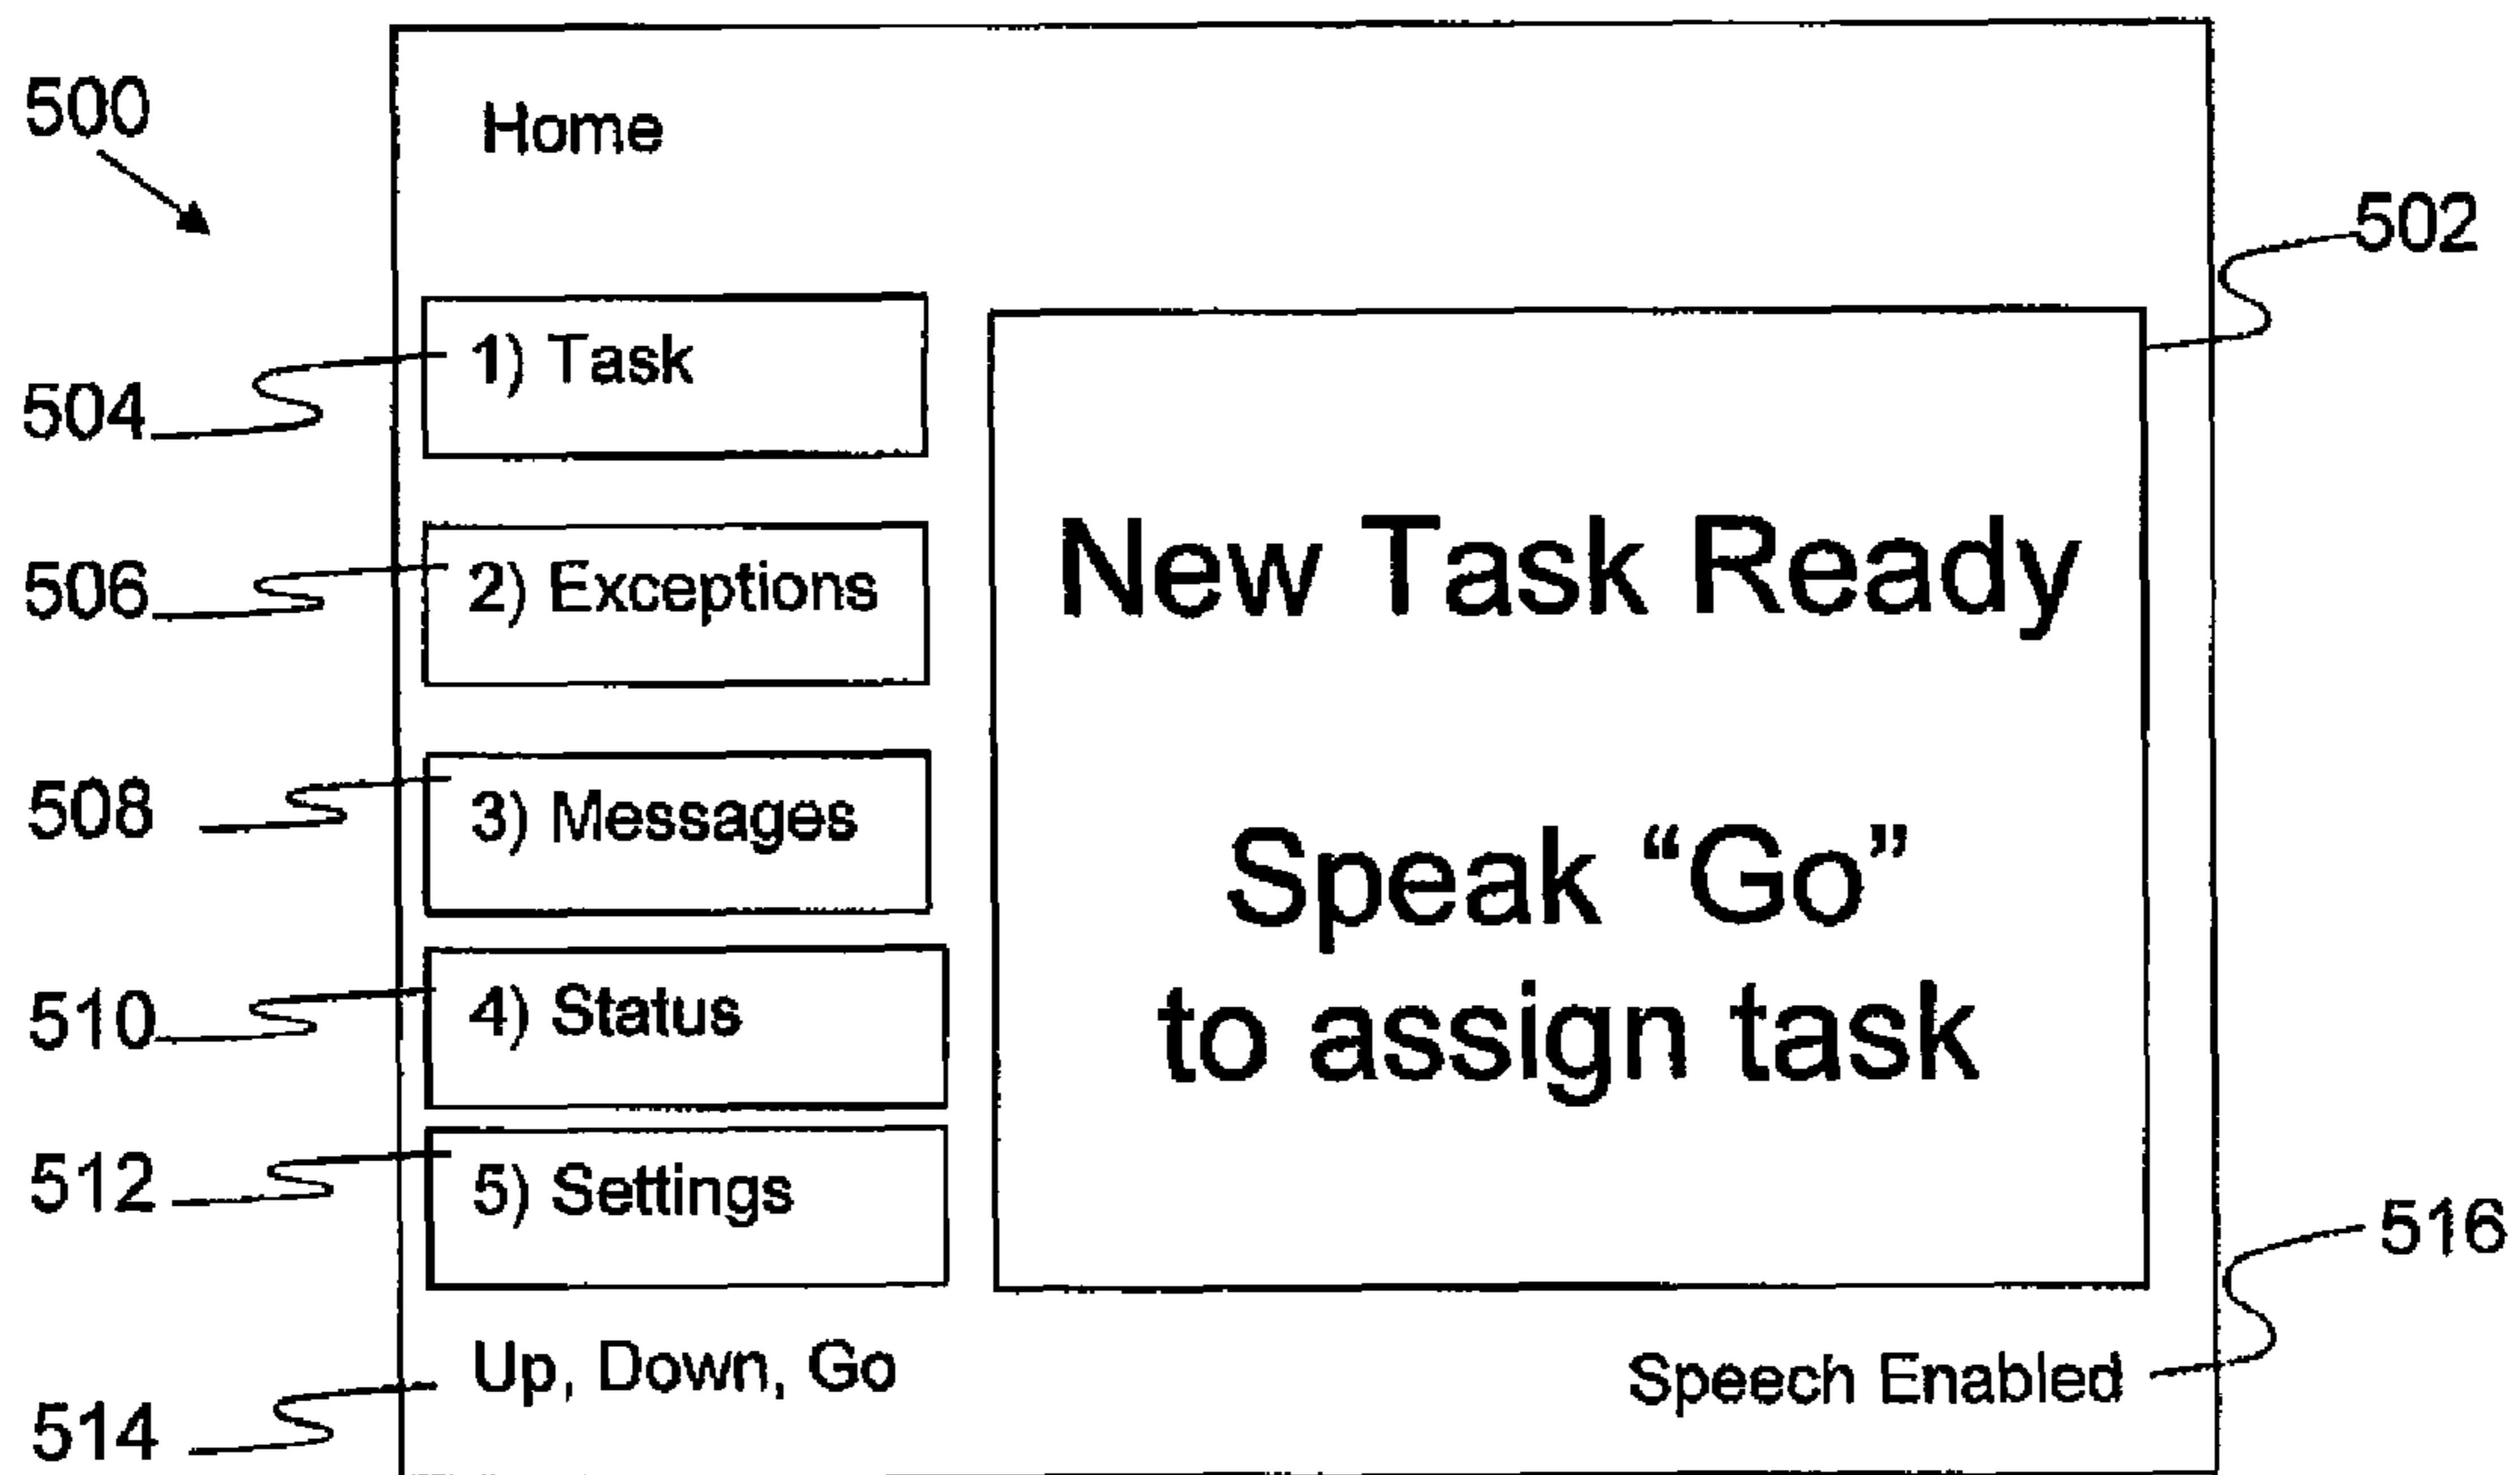 500
Home
502
1) Task
504
2) Exceptions
506
New Task Ready
3) Messages
508
Speak “Go”
to assign task
4) Status
510
5) Settings
512
516
Up, Down, Go
Speech Enabled
514